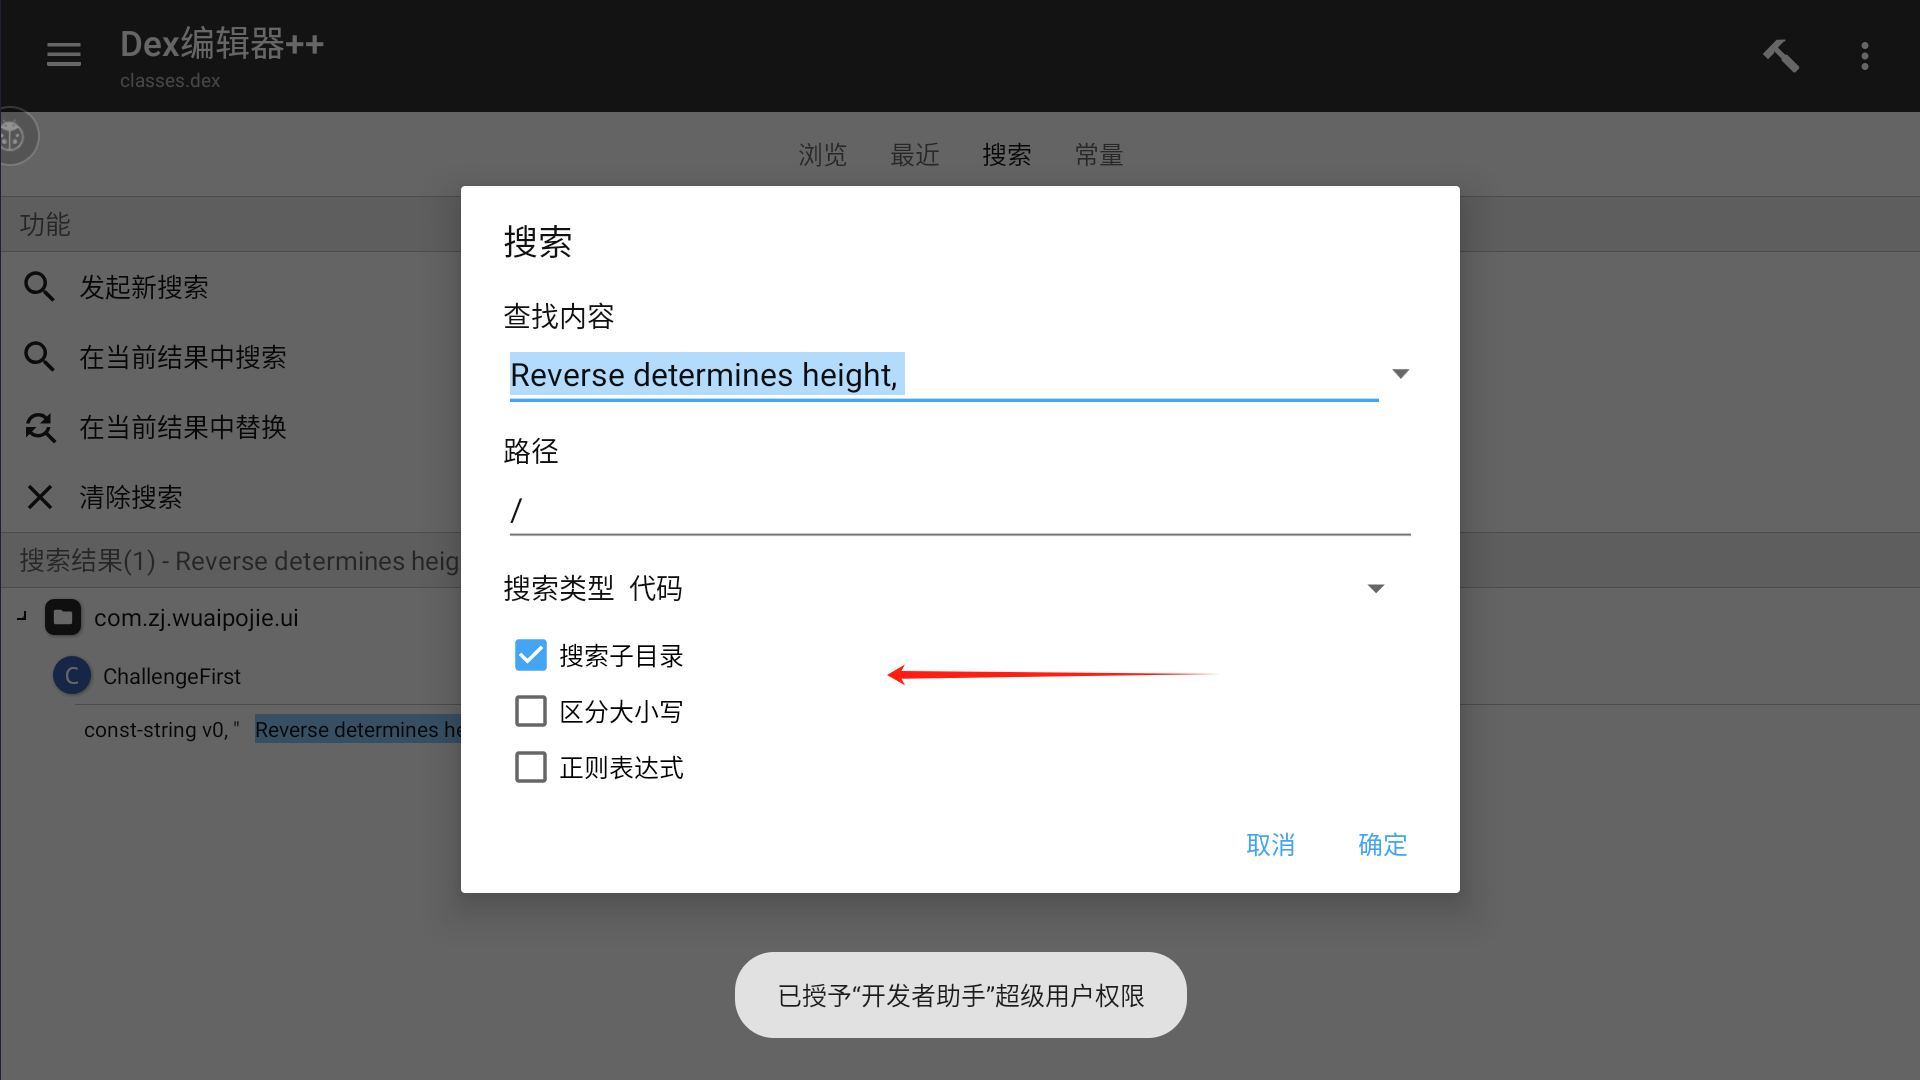 Dex编辑器++
classes.dex
浏览 最近 搜索 常量
功能
发起新搜索
在当前结果中搜索
在当前结果中替换
清除搜索
搜索结果(1) - Reverse determines heig
com.zj.wuaipojie.ui
C ChallengeFirst
const-string v0, " Reverse determines he
搜索
查找内容
Reverse determines height,
路径
/
搜索类型 代码
搜索子目录
区分大小写
正则表达式
取消 确定
已授予“开发者助手”超级用户权限